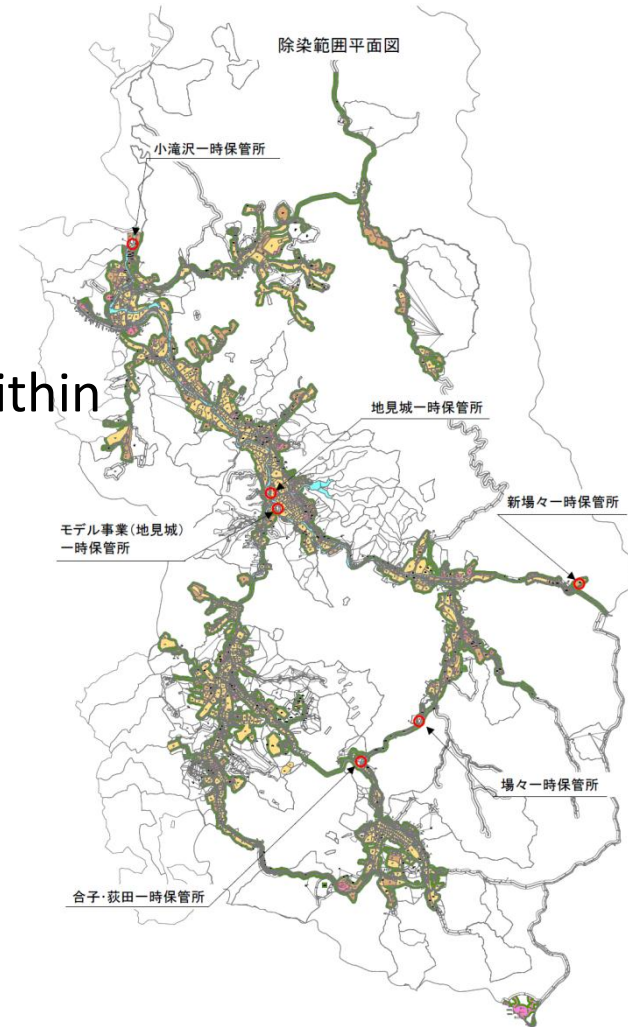 除染範囲平面図
小滝沢一時保管所
ithin
地見城一時保管所
新場々一時保管所
モデル事業(地見城)
一時保管所
場々一時保管所
合子・荻田一時保管所